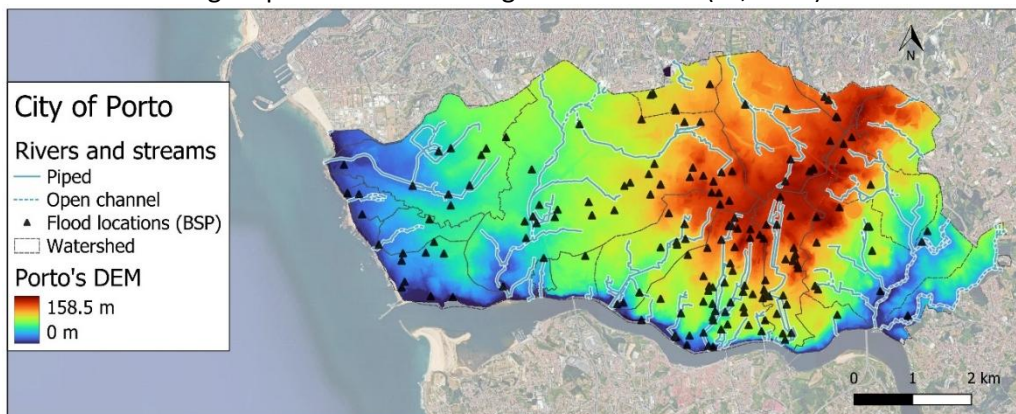 City of Porto
Rivers and streams
Piped
Open channel
Flood locations (BSP)
Watershed
Porto's DEM
158.5 m
0 m
N
0 1 2 km